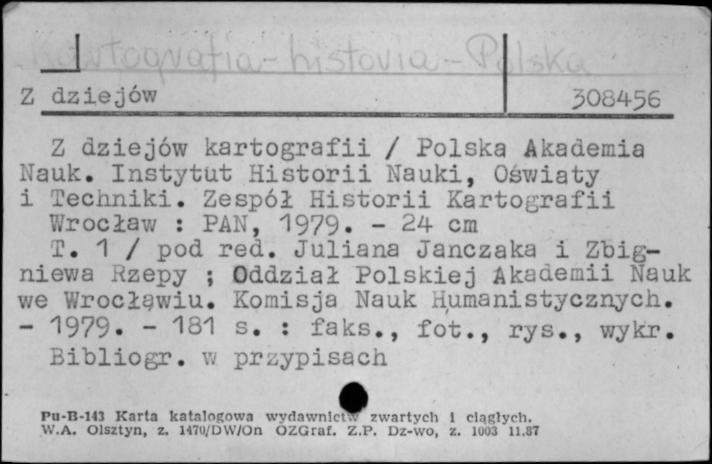 Kartografia - historia - Polska
Z dziejów 308456
Z dziejów kartografii / Polska Akademia
Nauk. Instytut Historii Nauki, Oświaty
i Techniki. Zespół Historii Kartografii
Wrocław : PAN, 1979. - 24 cm
T. 1 / pod red. Juliana Janczaka i Zbig-
niewa Rzepy ; Oddział Polskiej Akademii Nauk
we Wrocławiu. Komisja Nauk Humanistycznych.
- 1979. - 181 s. : faks., fot., rys., wykr.
Bibliogr. w przypisach
Pu-B-143 Karta katalogowa wydawnictw zwartych i ciągłych.
W.A. Olsztyn, z. 1470/DW/On OZGraf. Z.P. Dz-wo, z. 1003 11.87